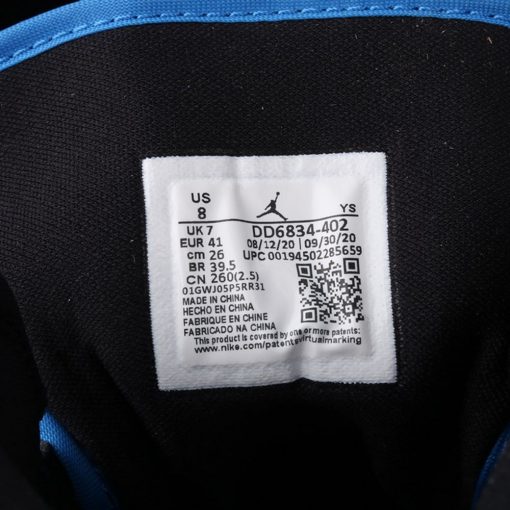 US
8
YS
UK 7
EUR 41
cm 26
BR 39.5
CN 260(2.5)
DD6834-402
08/12/20 | 09/30/20
UPC 00194502285659
01GWJ05P5RR31
MADE IN CHINA
HECHO EN CHINA
FABRIQUE EN CHINE
FABRICADO NA CHINA
This product is covered by one or more patents:
www.nike.com/patentsvirtualmarking